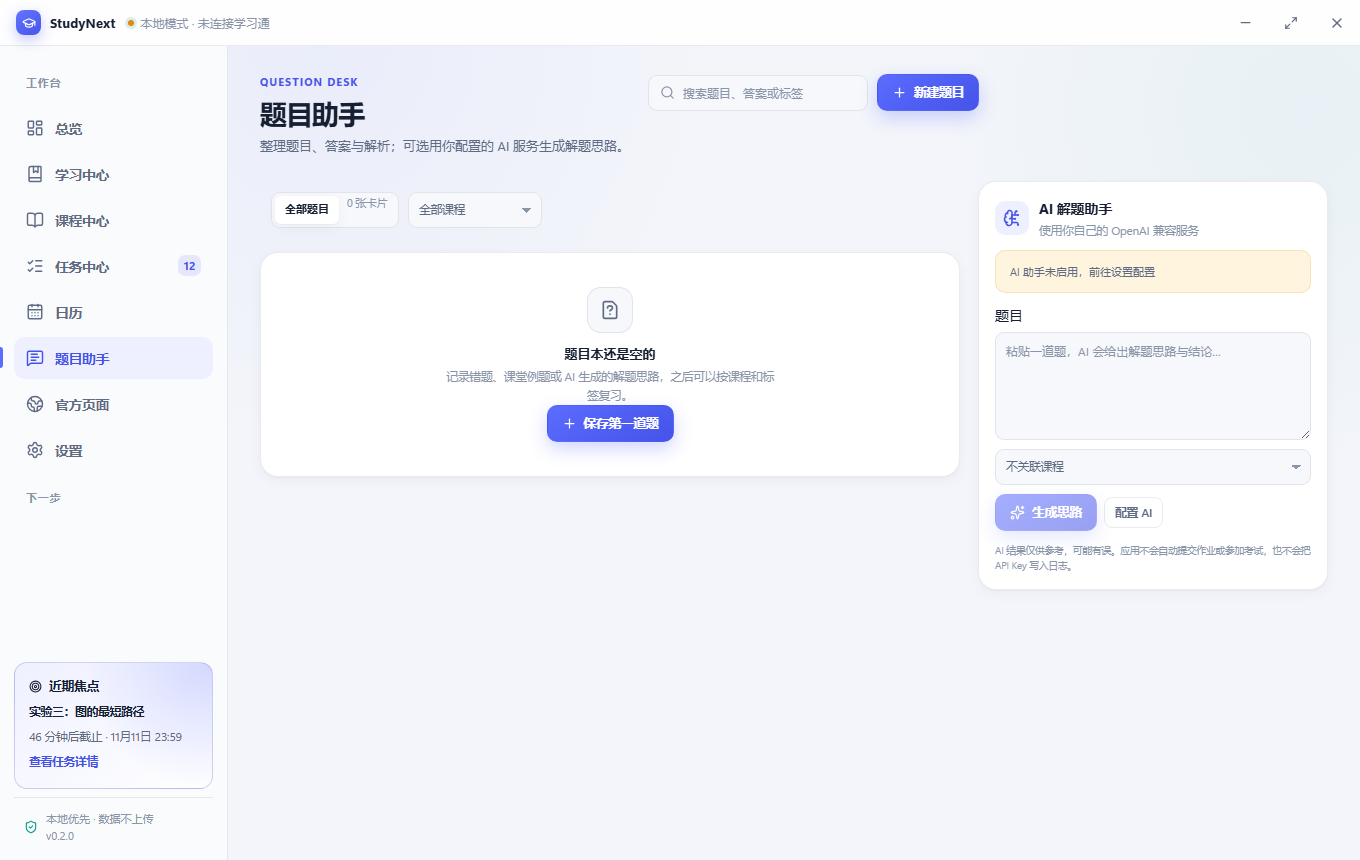 StudyNext
本地模式 · 未连接学习通
工作台
总览
学习中心
课程中心
任务中心
12
日历
题目助手
官方页面
设置
下一步
近期焦点
实验三：图的最短路径
46 分钟后截止 · 11月11日 23:59
查看任务详情
本地优先 · 数据不上传
v0.2.0
QUESTION DESK
题目助手
整理题目、答案与解析；可选用你配置的 AI 服务生成解题思路。
搜索题目、答案或标签
新建题目
全部题目
0 张卡片
全部课程
题目本还是空的
记录错题、课堂例题或 AI 生成的解题思路，之后可以按课程和标
签复习。
保存第一道题
AI 解题助手
使用你自己的 OpenAI 兼容服务
AI 助手未启用，前往设置配置
题目
粘贴一道题，AI 会给出解题思路与结论...
不关联课程
生成思路
配置 AI
AI 结果仅供参考，可能有误。应用不会自动提交作业或参加考试，也不会把
API Key 写入日志。